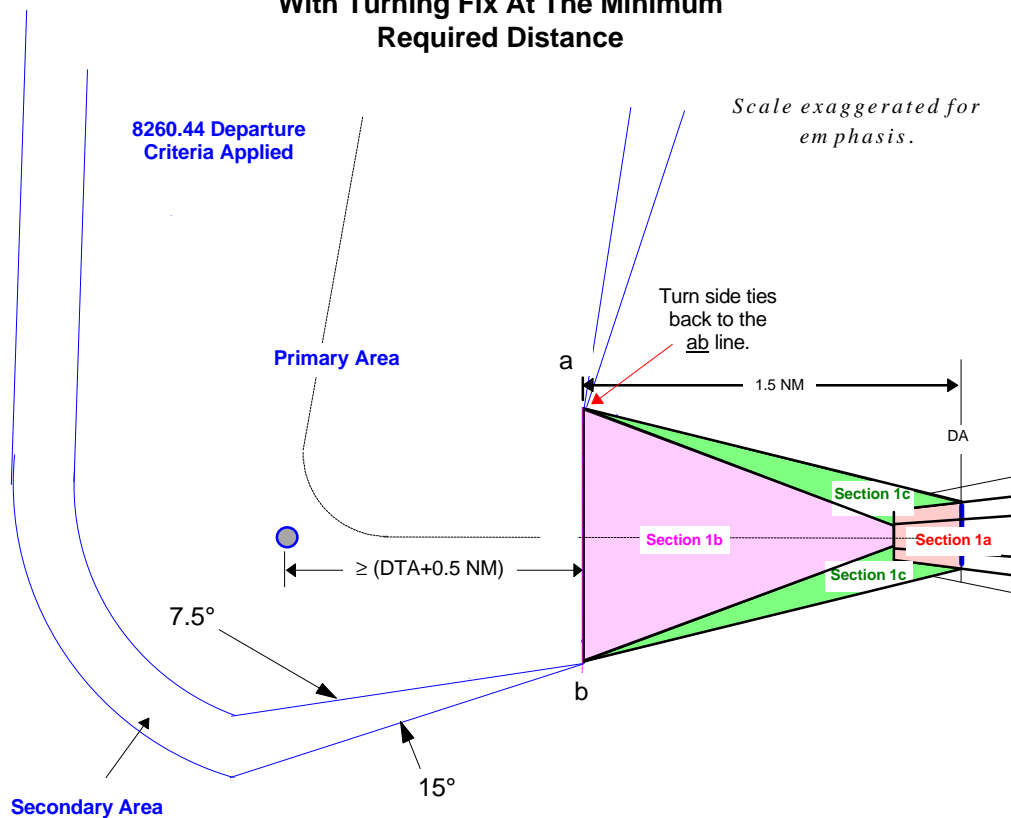 With Turning Fix At The Minimum
Required Distance
Scale exaggerated for
emphasis.
8260.44 Departure
Criteria Applied
Turn side ties
back to the
ab line.
Primary Area
a
1.5 NM
DA
Section 1c
Section 1b
Section 1a
Section 1c
≥ (DTA+0.5 NM)
7.5°
b
15°
Secondary Area